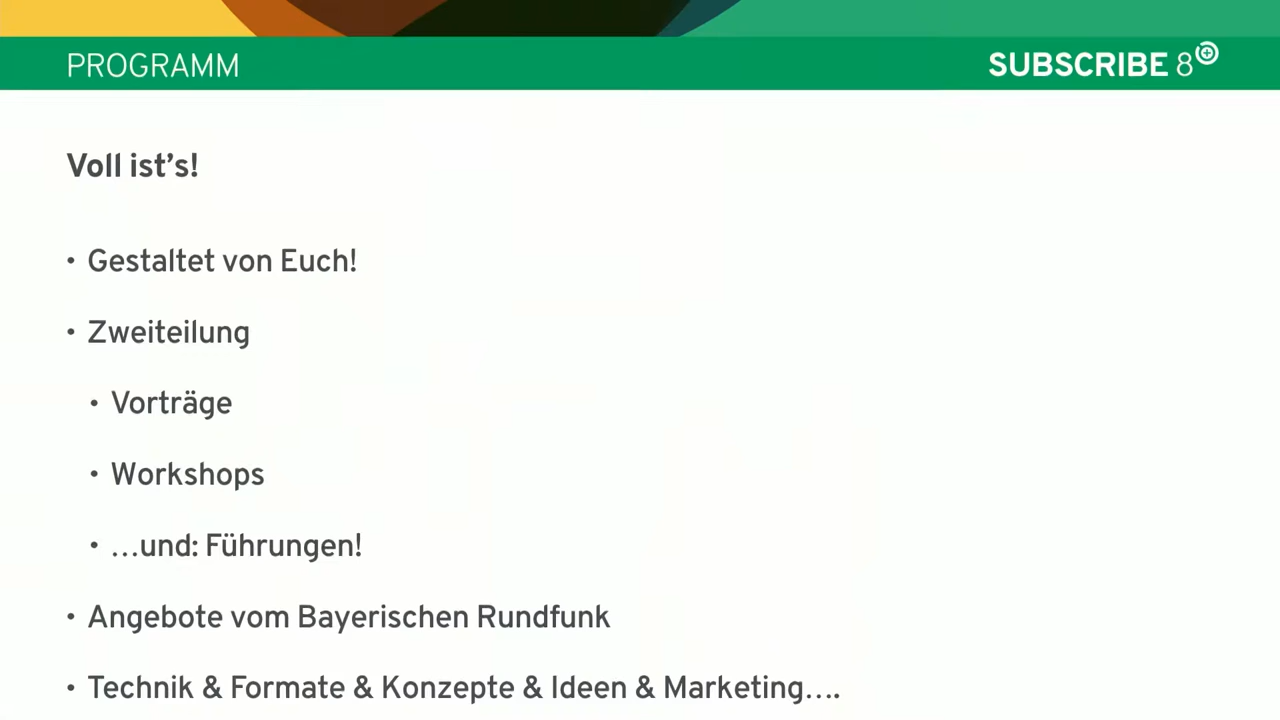 PROGRAMM
SUBSCRIBE 8
Voll ist’s!
• Gestaltet von Euch!
• Zweiteilung
• Vorträge
• Workshops
• …und: Führungen!
• Angebote vom Bayerischen Rundfunk
• Technik & Formate & Konzepte & Ideen & Marketing….